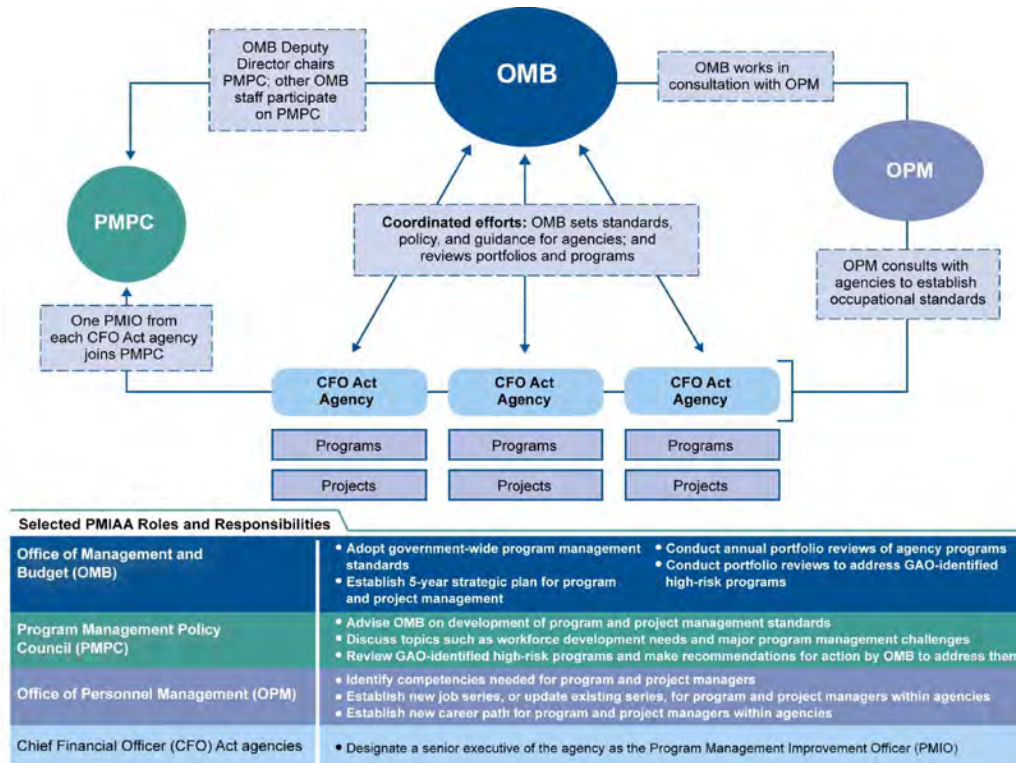 OMB Deputy
Director chairs
PMPC; other OMB
staff participate
on PMPC
OMB
OMB works in
consultation with OPM
PMPC
OPM
Coordinated efforts: OMB sets standards,
policy, and guidance for agencies; and
reviews portfolios and programs
One PMIO from
each CFO Act agency
joins PMPC
OPM consults with
agencies to establish
occupational standards
CFO Act
Agency
CFO Act
Agency
CFO Act
Agency
Programs
Programs
Programs
Projects
Projects
Projects
Selected PMIAA Roles and Responsibilities
Office of Management and
Budget (OMB)
• Adopt government-wide program management
standards
• Establish 5-year strategic plan for program
and project management
• Conduct annual portfolio reviews of agency programs
• Conduct portfolio reviews to address GAO-identified
high-risk programs
Program Management Policy
Council (PMPC)
• Advise OMB on development of program and project management standards
• Discuss topics such as workforce development needs and major program management challenges
• Review GAO-identified high-risk programs and make recommendations for action by OMB to address them
Office of Personnel Management (OPM)
• Identify competencies needed for program and project managers
• Establish new job series, or update existing series, for program and project managers within agencies
• Establish new career path for program and project managers within agencies
Chief Financial Officer (CFO) Act agencies
• Designate a senior executive of the agency as the Program Management Improvement Officer (PMIO)